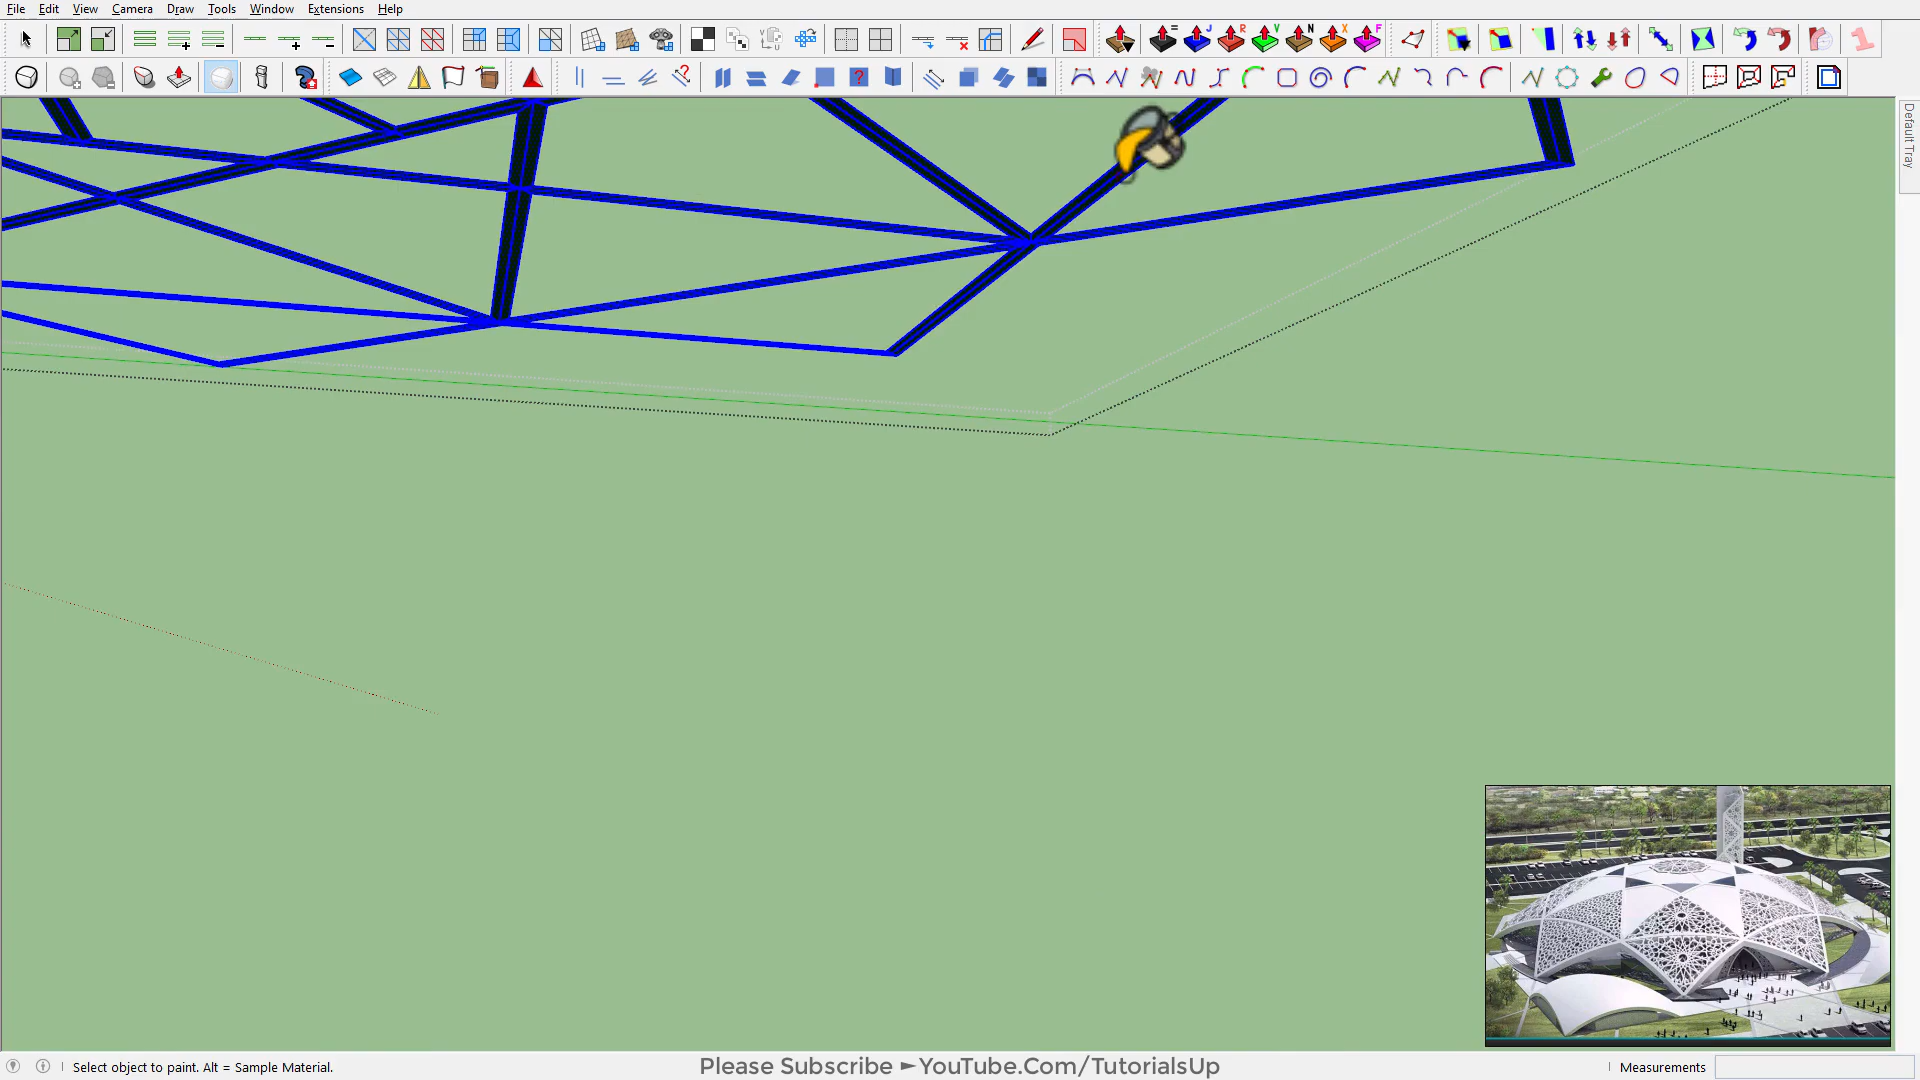 File Edit View Camera Draw Tools Window Extensions Help
Default Tray
Select object to paint. Alt = Sample Material.
Please Subscribe ►YouTube.Com/TutorialsUp
Measurements